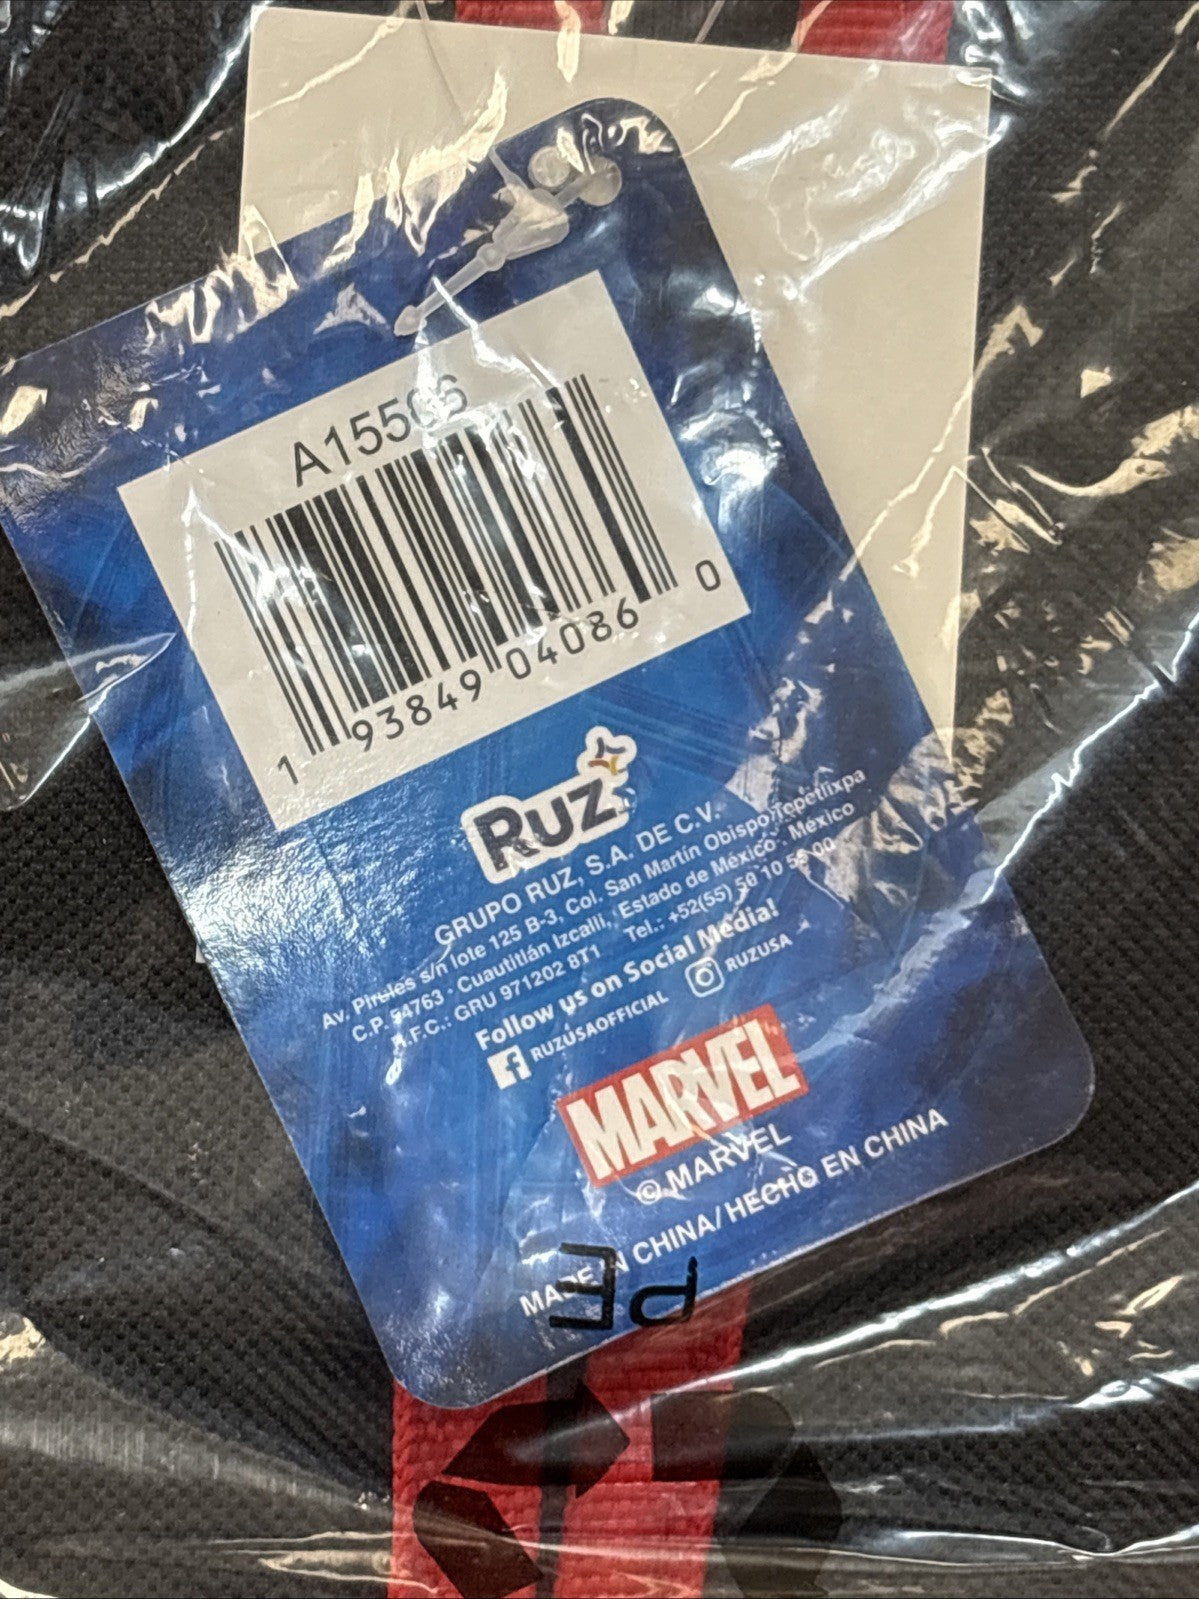 A15506
1 93849 04086 0
Ruz
GRUPO RUZ, S.A. DE C.V.
Av. Pirules s/n lote 125 B-3, Col. San Martín Obispo Tepetlixpa
C.P. 54763 • Cuautitlán Izcalli, Estado de México. México
R.F.C.: GRU 971202 8T1 Tel.: +52(55) 58 10 58 00
Follow us on Social Media!
RUZUSAOFFICIAL RUZUSA
MARVEL
© MARVEL
MADE IN CHINA/HECHO EN CHINA
PE